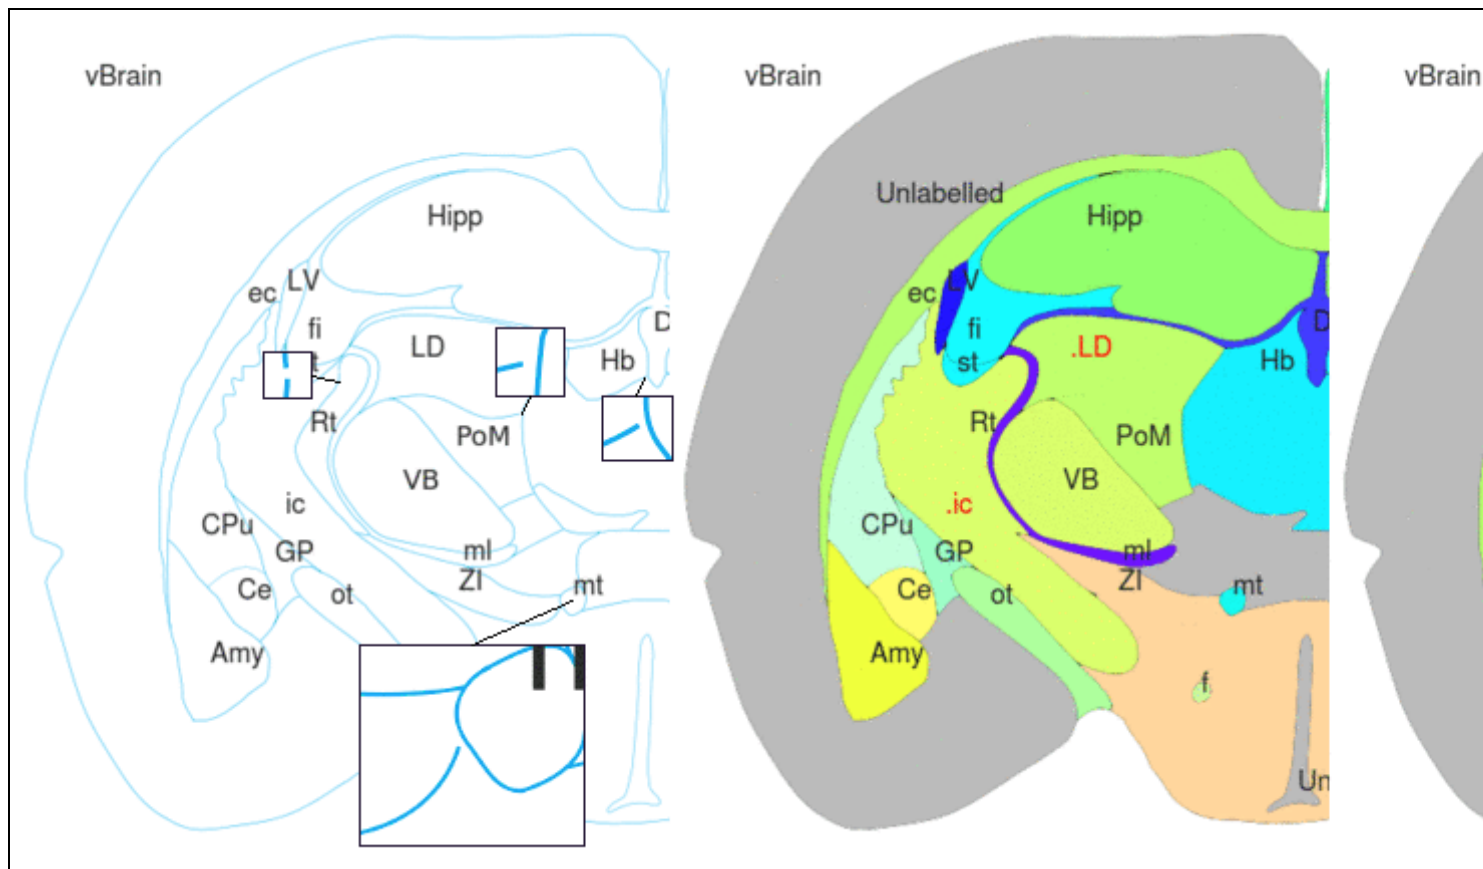 vBrain
Hipp
LV
ec
fi
LD
D
Hb
t
Rt
PoM
VB
ic
CPu
GP
ml
ZI
Ce
ot
mt
Amy
vBrain
Unlabelled
Hipp
LV
ec
fi
D
.LD
st
Hb
Rt
PoM
VB
.ic
CPu
GP
ml
ZI
Ce
ot
mt
Amy
f
Un
vBrain